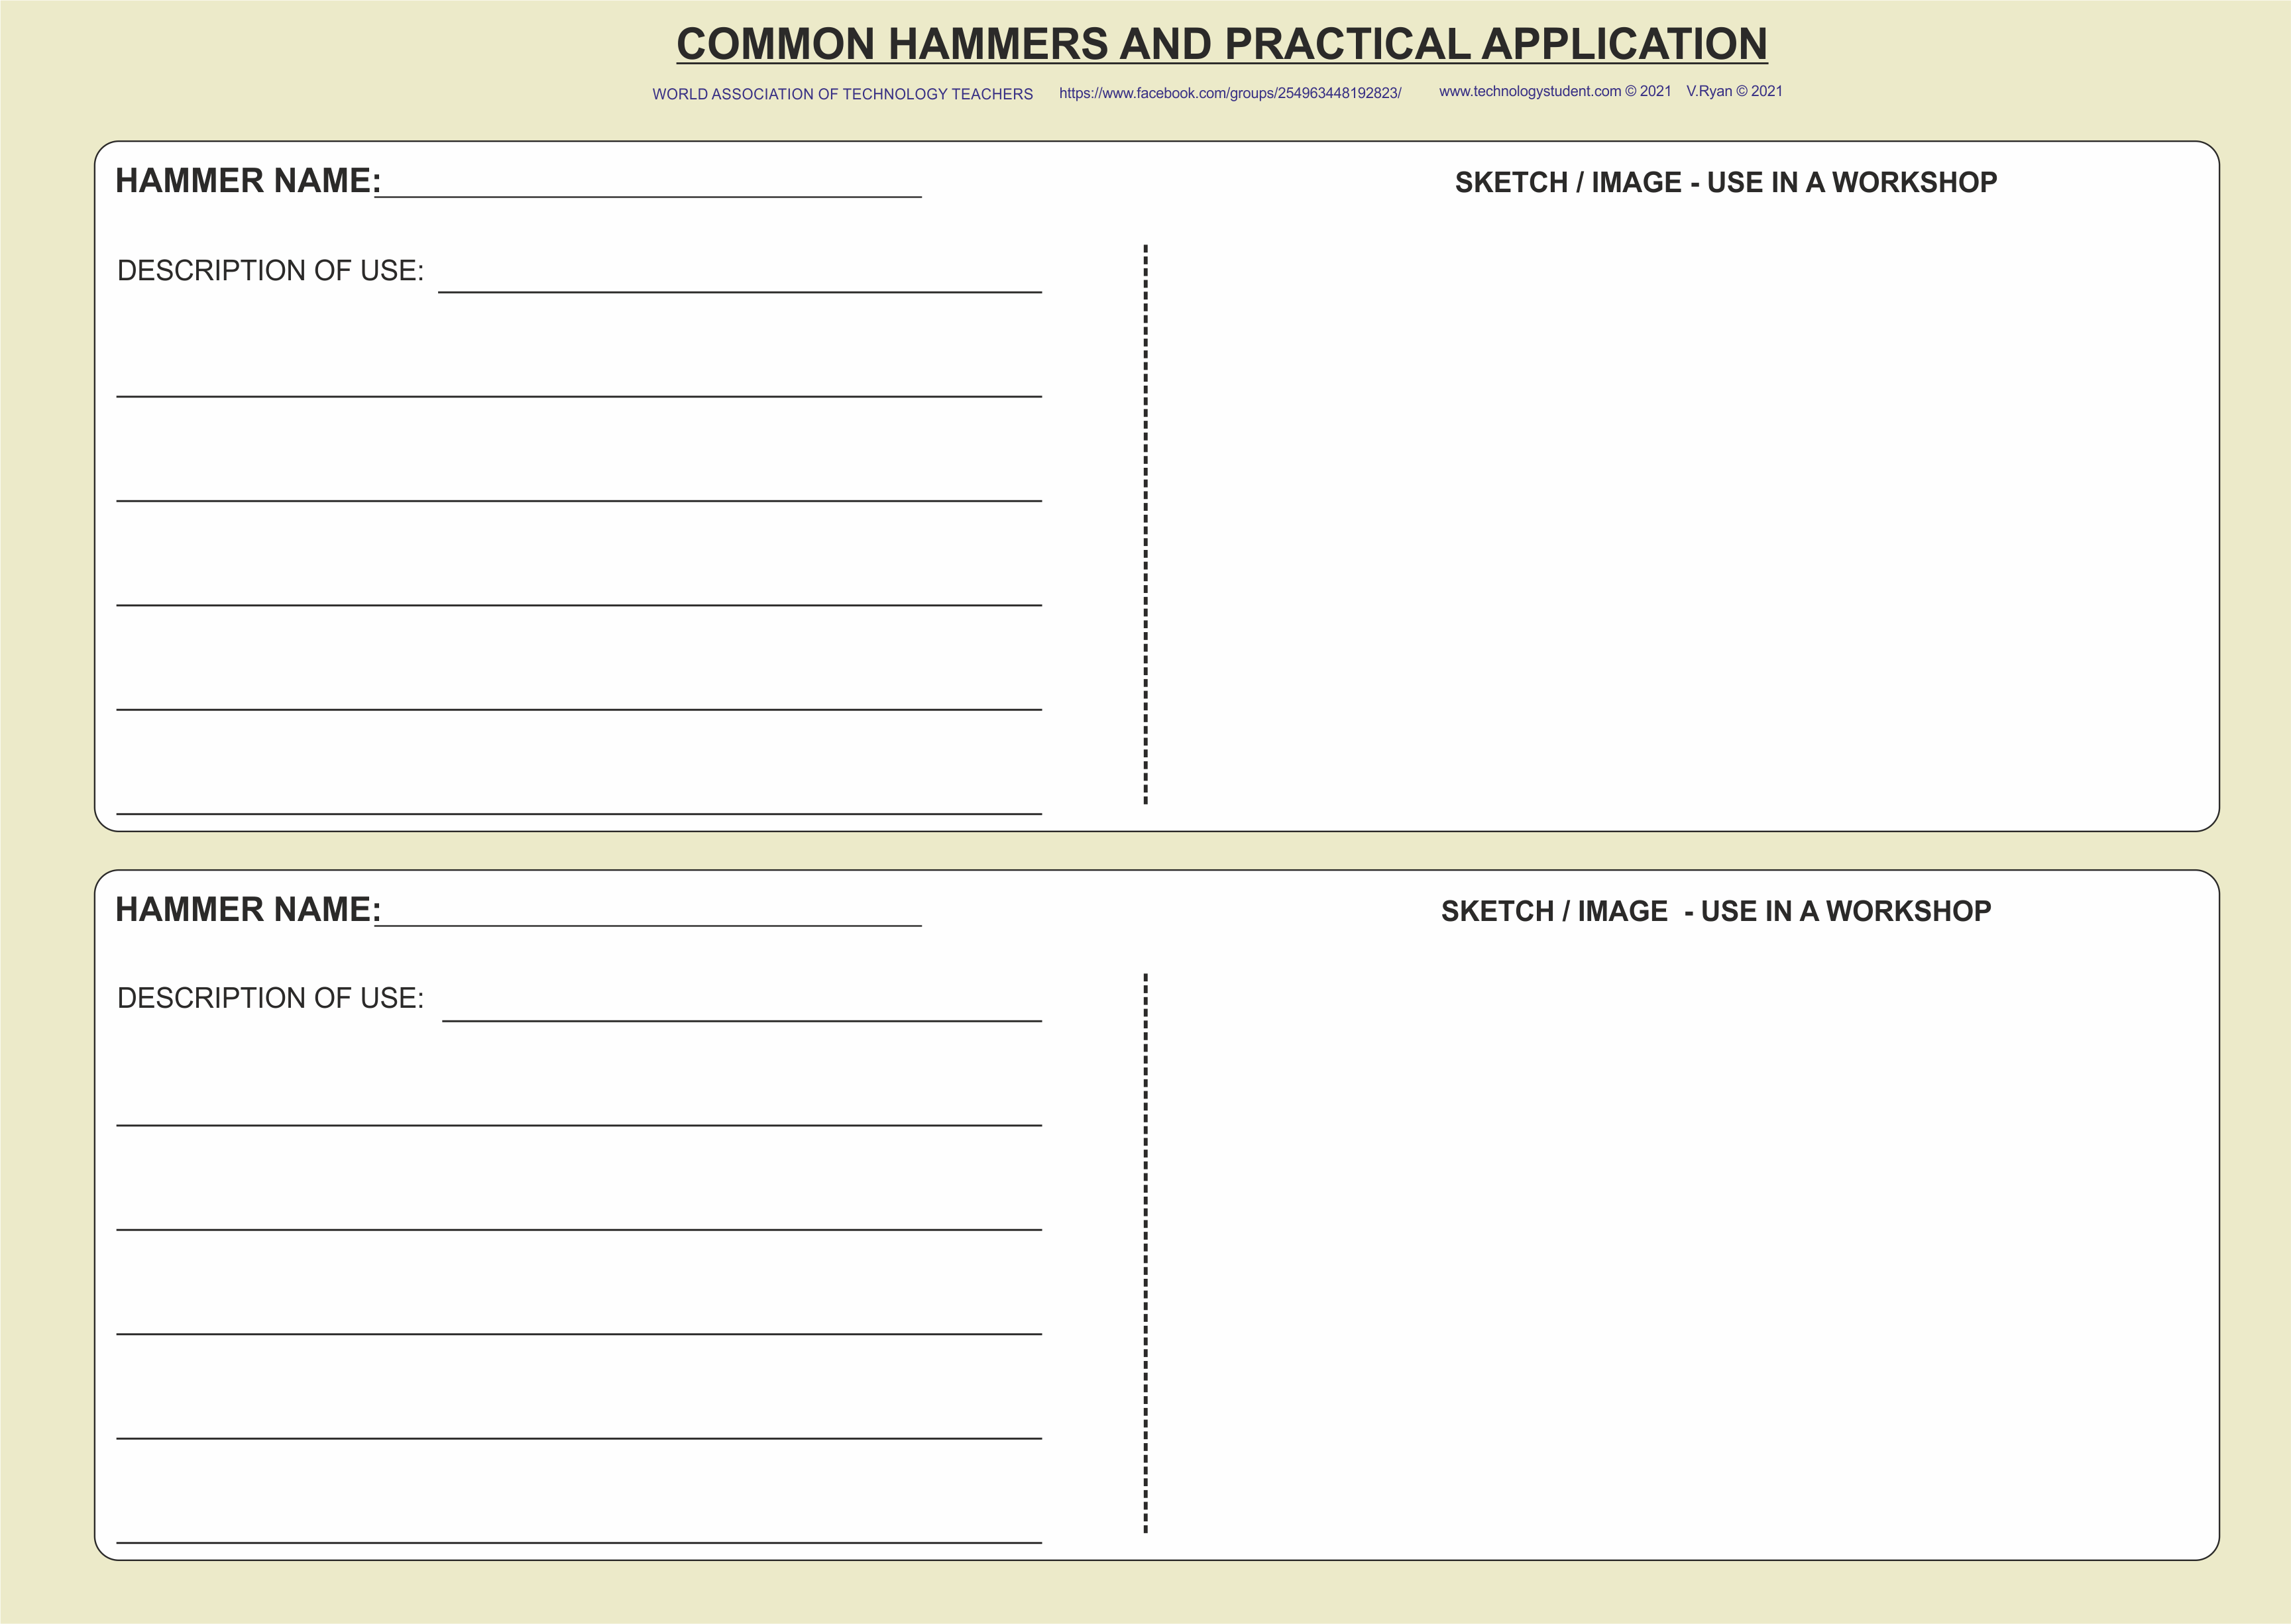 COMMON HAMMERS AND PRACTICAL APPLICATION
WORLD ASSOCIATION OF TECHNOLOGY TEACHERS https://www.facebook.com/groups/254963448192823/ www.technologystudent.com © 2021 V.Ryan © 2021
HAMMER NAME:
SKETCH / IMAGE - USE IN A WORKSHOP
DESCRIPTION OF USE:
HAMMER NAME:
SKETCH / IMAGE - USE IN A WORKSHOP
DESCRIPTION OF USE: